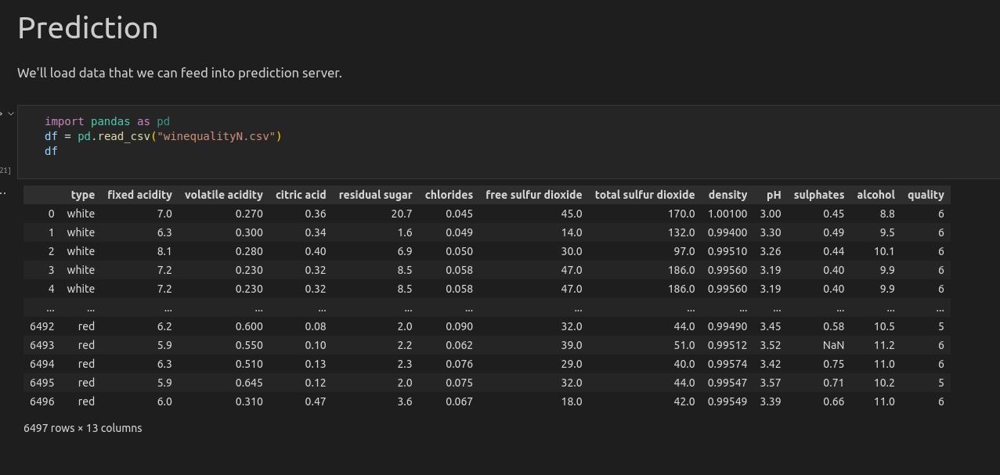 Prediction
We'll load data that we can feed into prediction server.
import pandas as pd
df = pd.read_csv("winequalityN.csv")
df
21]
type fixed acidity volatile acidity citric acid residual sugar chlorides free sulfur dioxide total sulfur dioxide density pH sulphates alcohol quality
0 white 7.0 0.270 0.36 20.7 0.045 45.0 170.0 1.00100 3.00 0.45 8.8 6
1 white 6.3 0.300 0.34 1.6 0.049 14.0 132.0 0.99400 3.30 0.49 9.5 6
2 white 8.1 0.280 0.40 6.9 0.050 30.0 97.0 0.99510 3.26 0.44 10.1 6
3 white 7.2 0.230 0.32 8.5 0.058 47.0 186.0 0.99560 3.19 0.40 9.9 6
4 white 7.2 0.230 0.32 8.5 0.058 47.0 186.0 0.99560 3.19 0.40 9.9 6
... ... ... ... ... ... ... ... ... ... ... ... ... ...
6492 red 6.2 0.600 0.08 2.0 0.090 32.0 44.0 0.99490 3.45 0.58 10.5 5
6493 red 5.9 0.550 0.10 2.2 0.062 39.0 51.0 0.99512 3.52 NaN 11.2 6
6494 red 6.3 0.510 0.13 2.3 0.076 29.0 40.0 0.99574 3.42 0.75 11.0 6
6495 red 5.9 0.645 0.12 2.0 0.075 32.0 44.0 0.99547 3.57 0.71 10.2 5
6496 red 6.0 0.310 0.47 3.6 0.067 18.0 42.0 0.99549 3.39 0.66 11.0 6
6497 rows × 13 columns